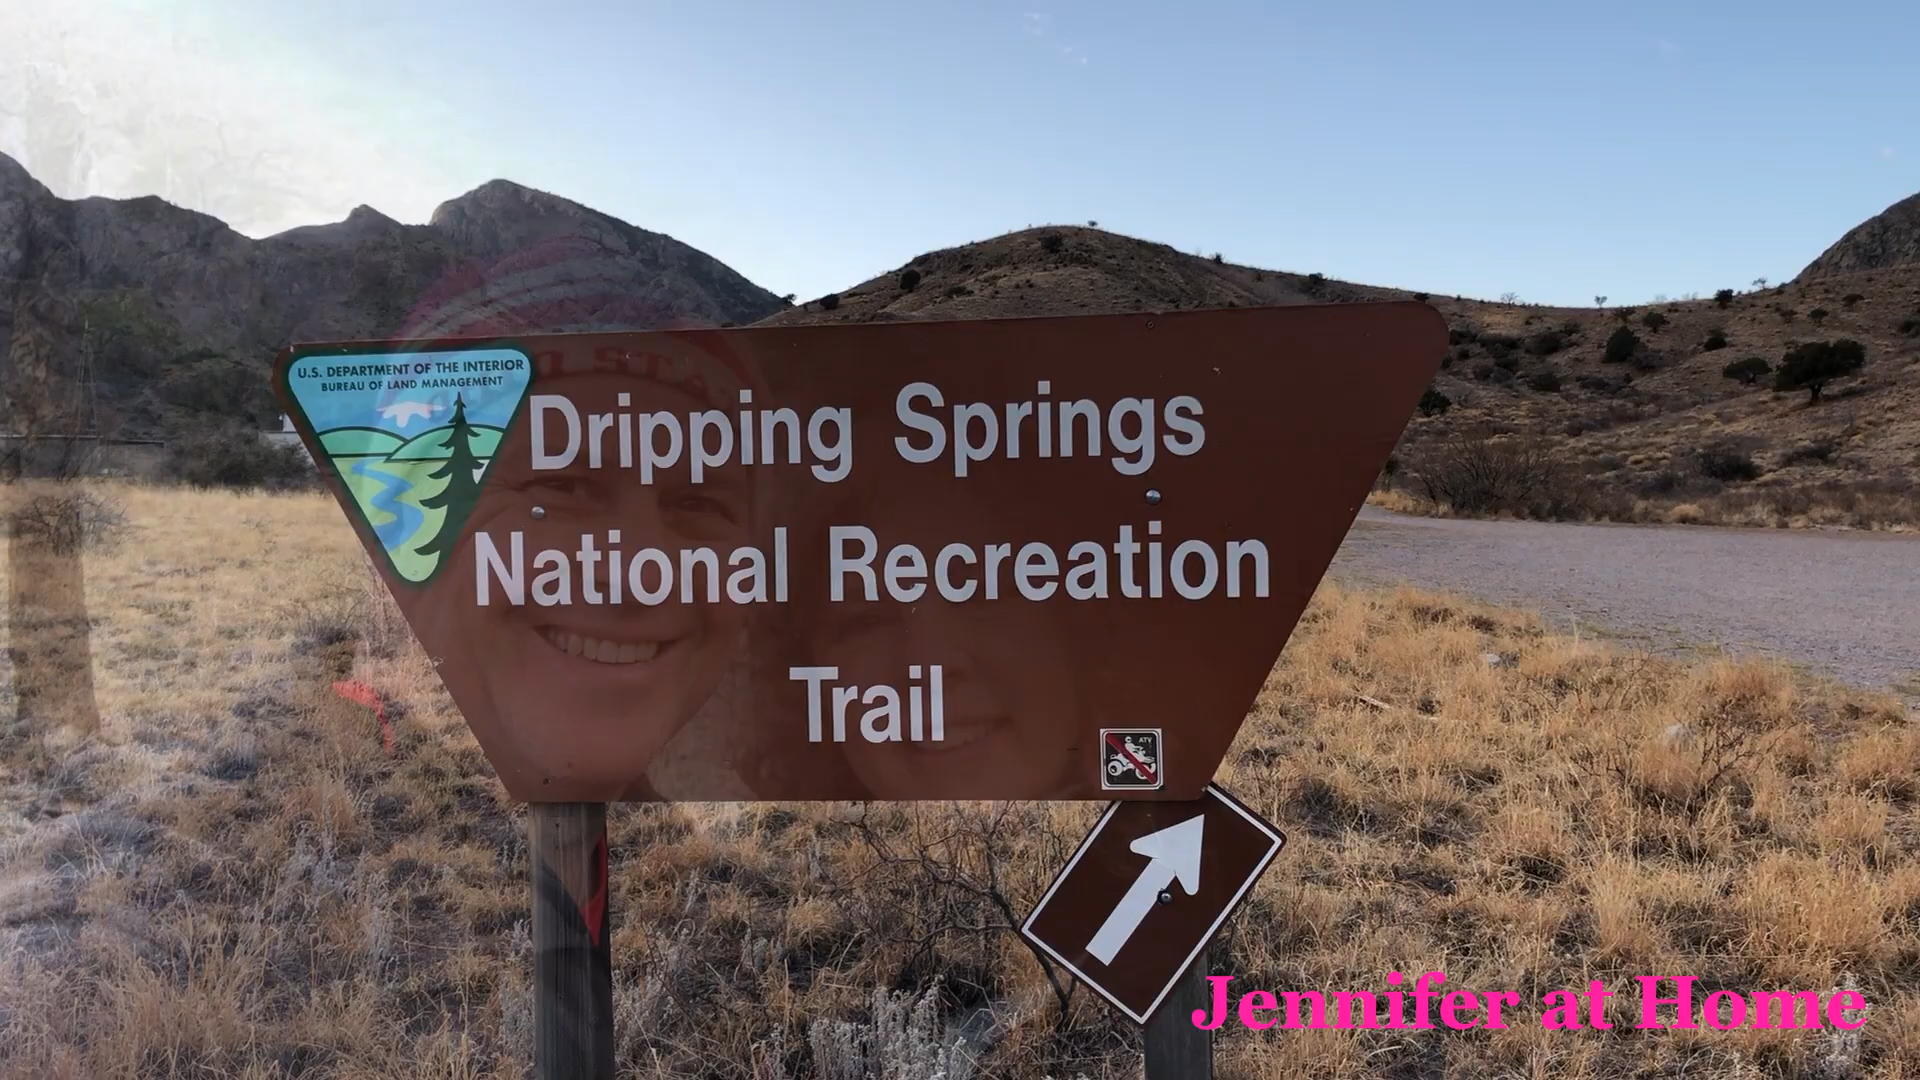 U.S. DEPARTMENT OF THE INTERIOR
BUREAU OF LAND MANAGEMENT
Dripping Springs
National Recreation
Trail
ATV
Jennifer at Home